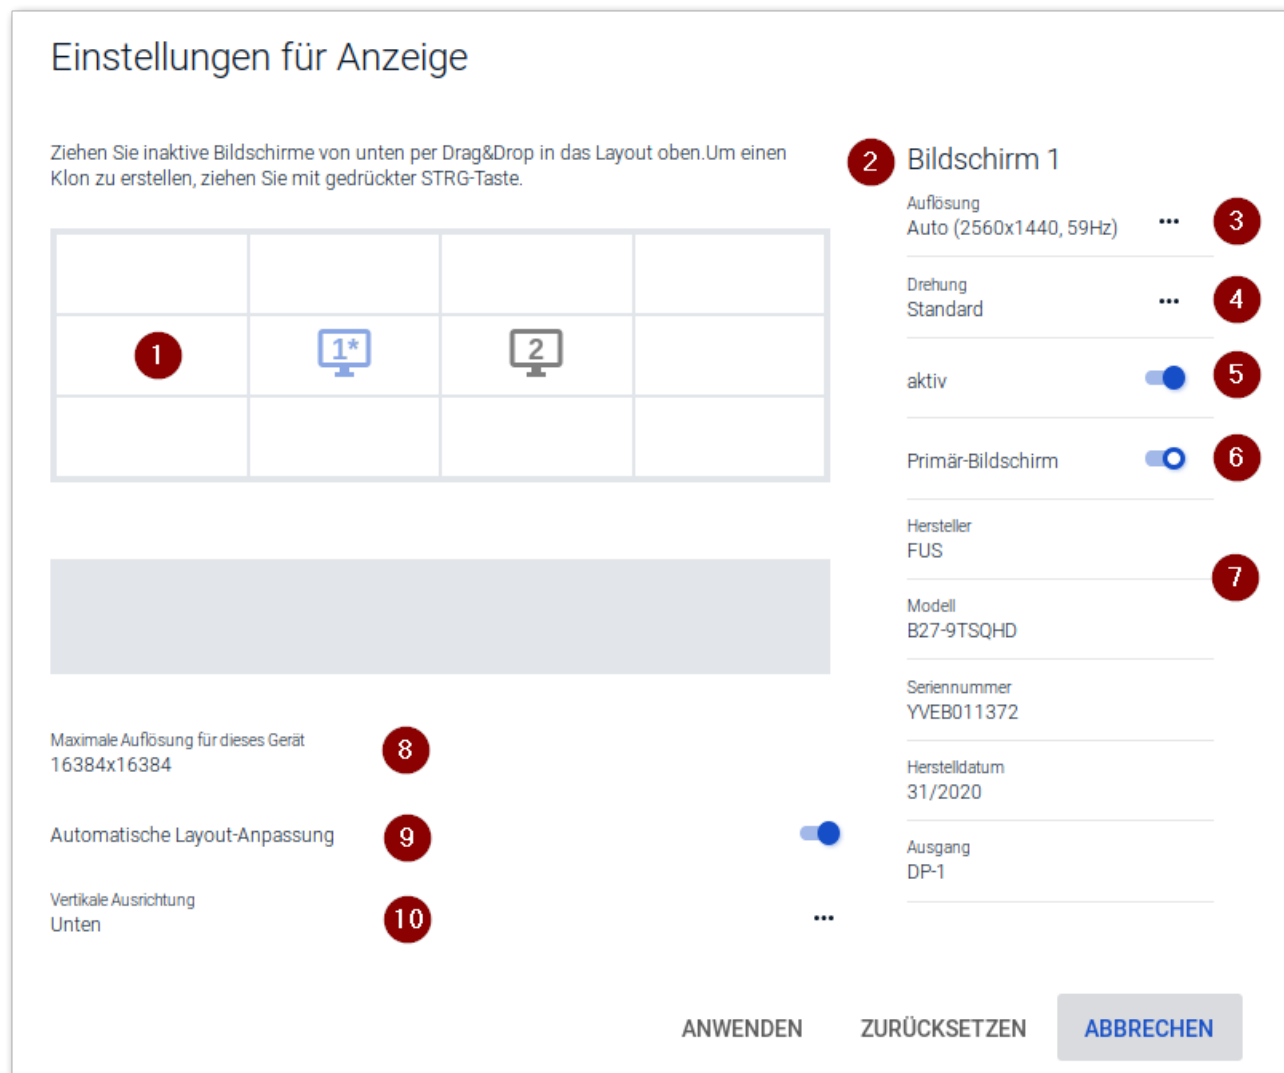 Einstellungen für Anzeige
Ziehen Sie inaktive Bildschirme von unten per Drag&Drop in das Layout oben.Um einen
Klon zu erstellen, ziehen Sie mit gedrückter STRG-Taste.
1
1*
2
Maximale Auflösung für dieses Gerät
16384x16384
8
Automatische Layout-Anpassung
9
Vertikale Ausrichtung
Unten
10
...
2
Bildschirm 1
Auflösung
Auto (2560x1440, 59Hz)
...
3
Drehung
Standard
...
4
aktiv
5
Primär-Bildschirm
6
Hersteller
FUS
7
Modell
B27-9TSQHD
Seriennummer
YVEB011372
Herstelldatum
31/2020
Ausgang
DP-1
ANWENDEN
ZURÜCKSETZEN
ABBRECHEN